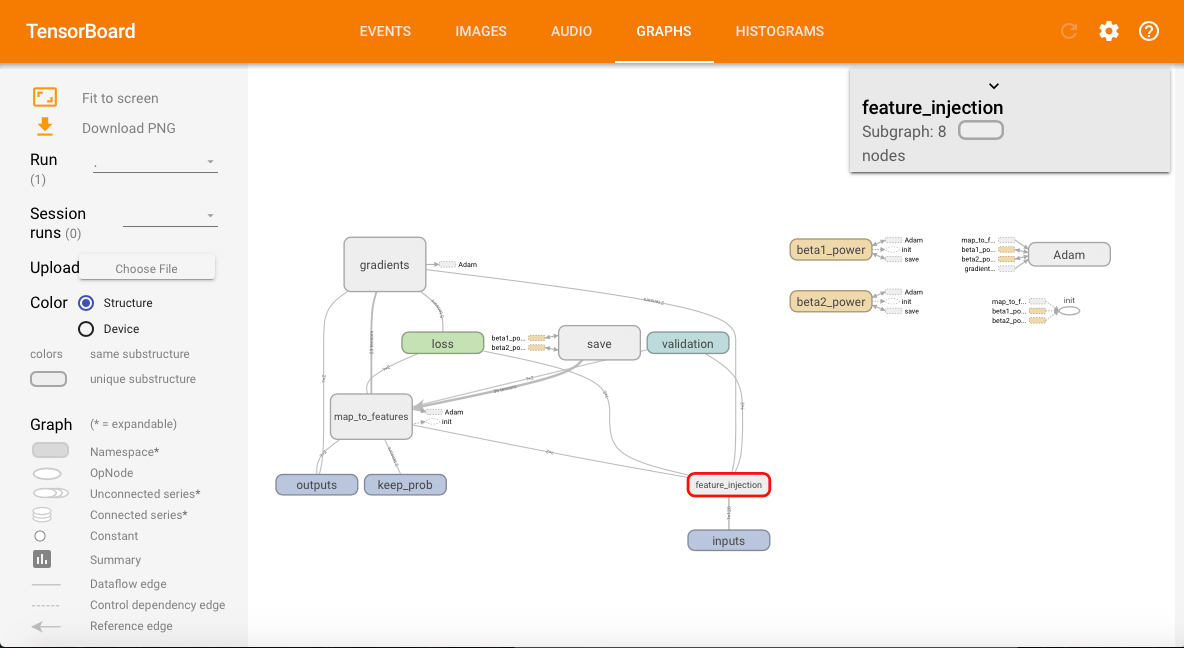 TensorBoard
EVENTS
IMAGES
AUDIO
GRAPHS
HISTOGRAMS
Fit to screen
Download PNG
Run
(1)
.
Session
runs (0)
Upload
Choose File
Color
Structure
Device
colors
same substructure
unique substructure
Graph
(* = expandable)
Namespace*
OpNode
Unconnected series*
Connected series*
Constant
Summary
Dataflow edge
Control dependency edge
Reference edge
feature_injection
Subgraph: 8
nodes
gradients
Adam
loss
beta1_po...
beta2_po...
save
validation
map_to_features
Adam
init
outputs
keep_prob
feature_injection
inputs
beta1_power
Adam
init
save
beta2_power
Adam
init
save
map_to_f...
beta1_po...
beta2_po...
gradient...
Adam
map_to_f...
beta1_po...
beta2_po...
init